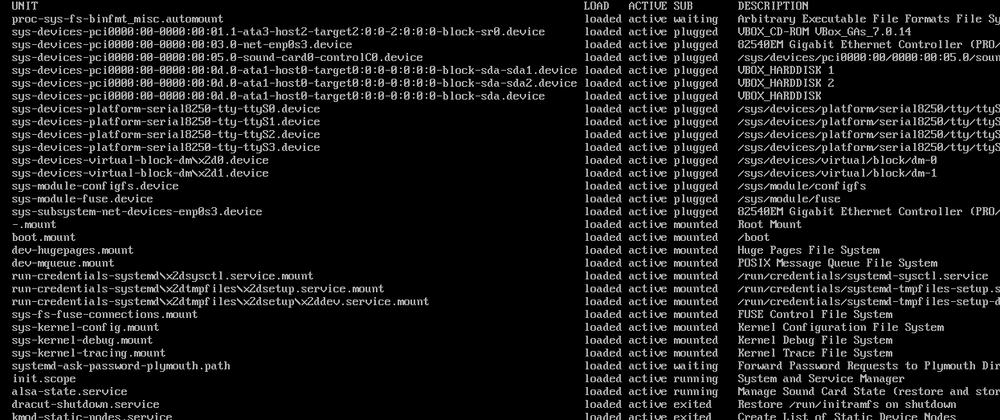 UNIT LOAD ACTIVE SUB DESCRIPTION
proc-sys-fs-binfmt_misc.automount loaded active waiting Arbitrary Executable File Formats File Sy
sys-devices-pci0000:00-0000:00:01.1-ata3-host2-target2:0:0-2:0:0:0-block-sr0.device loaded active plugged VBOX_CD-ROM VBox_GAs_7.0.14
sys-devices-pci0000:00-0000:00:03.0-net-enp0s3.device loaded active plugged 82540EM Gigabit Ethernet Controller (PRO/
sys-devices-pci0000:00-0000:00:05.0-sound-card0-controlC0.device loaded active plugged /sys/devices/pci0000:00/0000:00:05.0/soun
sys-devices-pci0000:00-0000:00:0d.0-ata1-host0-target0:0:0-0:0:0:0-block-sda-sda1.device loaded active plugged VBOX_HARDDISK 1
sys-devices-pci0000:00-0000:00:0d.0-ata1-host0-target0:0:0-0:0:0:0-block-sda-sda2.device loaded active plugged VBOX_HARDDISK 2
sys-devices-pci0000:00-0000:00:0d.0-ata1-host0-target0:0:0-0:0:0:0-block-sda.device loaded active plugged VBOX_HARDDISK
sys-devices-platform-serial8250-tty-ttyS0.device loaded active plugged /sys/devices/platform/serial8250/tty/ttyS
sys-devices-platform-serial8250-tty-ttyS1.device loaded active plugged /sys/devices/platform/serial8250/tty/ttyS
sys-devices-platform-serial8250-tty-ttyS2.device loaded active plugged /sys/devices/platform/serial8250/tty/ttyS
sys-devices-platform-serial8250-tty-ttyS3.device loaded active plugged /sys/devices/platform/serial8250/tty/ttyS
sys-devices-virtual-block-dm\x2d0.device loaded active plugged /sys/devices/virtual/block/dm-0
sys-devices-virtual-block-dm\x2d1.device loaded active plugged /sys/devices/virtual/block/dm-1
sys-module-configfs.device loaded active plugged /sys/module/configfs
sys-module-fuse.device loaded active plugged /sys/module/fuse
sys-subsystem-net-devices-enp0s3.device loaded active plugged 82540EM Gigabit Ethernet Controller (PRO/
-.mount loaded active mounted Root Mount
boot.mount loaded active mounted /boot
dev-hugepages.mount loaded active mounted Huge Pages File System
dev-mqueue.mount loaded active mounted POSIX Message Queue File System
run-credentials-systemd\x2dsysctl.service.mount loaded active mounted /run/credentials/systemd-sysctl.service
run-credentials-systemd\x2dtmpfiles\x2dsetup.service.mount loaded active mounted /run/credentials/systemd-tmpfiles-setup.s
run-credentials-systemd\x2dtmpfiles\x2dsetup\x2ddev.service.mount loaded active mounted /run/credentials/systemd-tmpfiles-setup-d
sys-fs-fuse-connections.mount loaded active mounted FUSE Control File System
sys-kernel-config.mount loaded active mounted Kernel Configuration File System
sys-kernel-debug.mount loaded active mounted Kernel Debug File System
sys-kernel-tracing.mount loaded active mounted Kernel Trace File System
systemd-ask-password-plymouth.path loaded active waiting Forward Password Requests to Plymouth Dir
init.scope loaded active running System and Service Manager
alsa-state.service loaded active running Manage Sound Card State (restore and stor
dracut-shutdown.service loaded active exited Restore /run/initramfs on shutdown
kmod-static-nodes.service loaded active exited Create List of Static Device Nodes